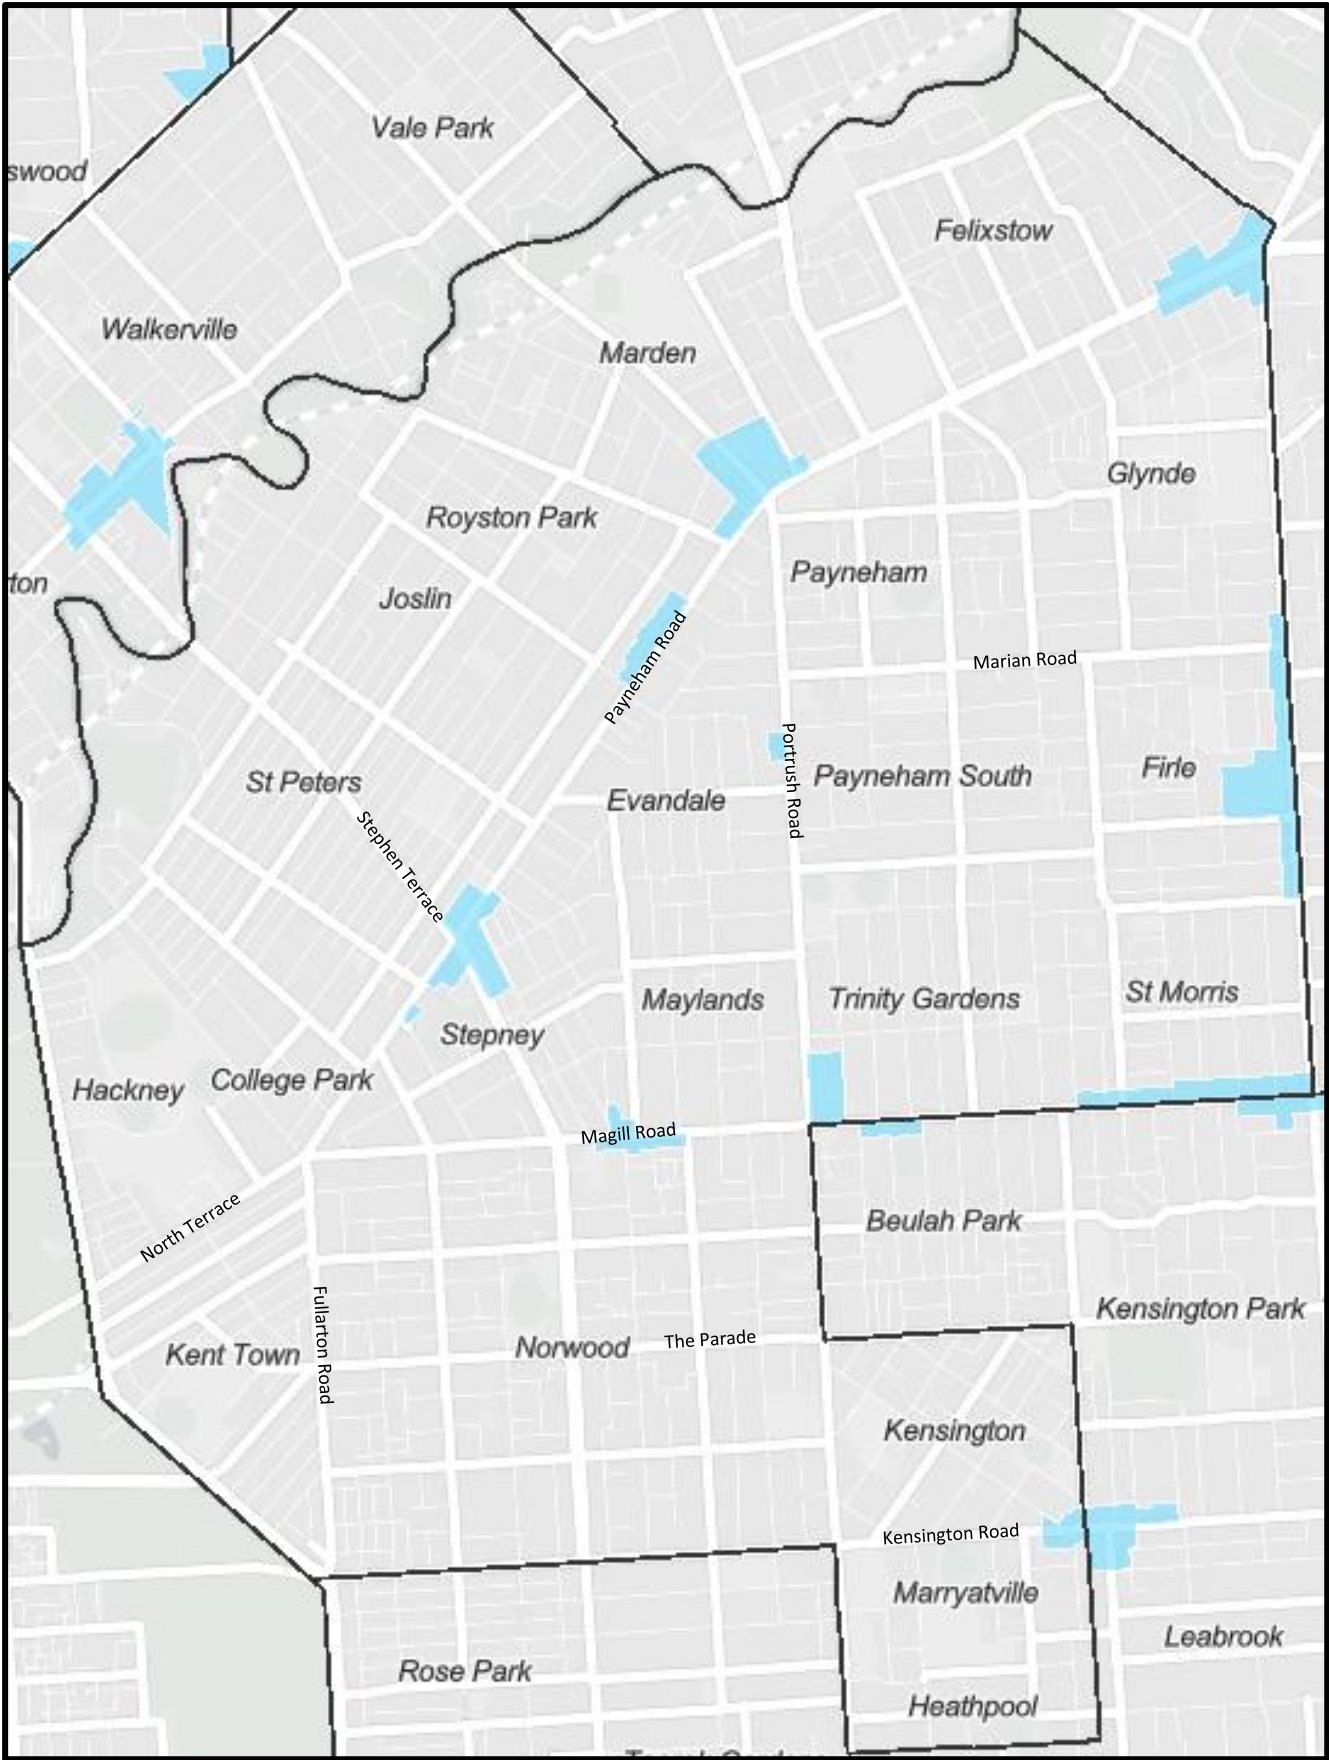 Vale Park
swood
Felixstow
Walkerville
Marden
Glynde
Royston Park
Payneham
ton
Joslin
Payneham Road
Marian Road
Portrush Road
Firle
St Peters
Payneham South
Evandale
Stephen Terrace
St Morris
Maylands
Trinity Gardens
Stepney
College Park
Hackney
Magill Road
North Terrace
Beulah Park
Kensington Park
Fullarton Road
Norwood
The Parade
Kent Town
Kensington
Kensington Road
Marryatville
Leabrook
Rose Park
Heathpool